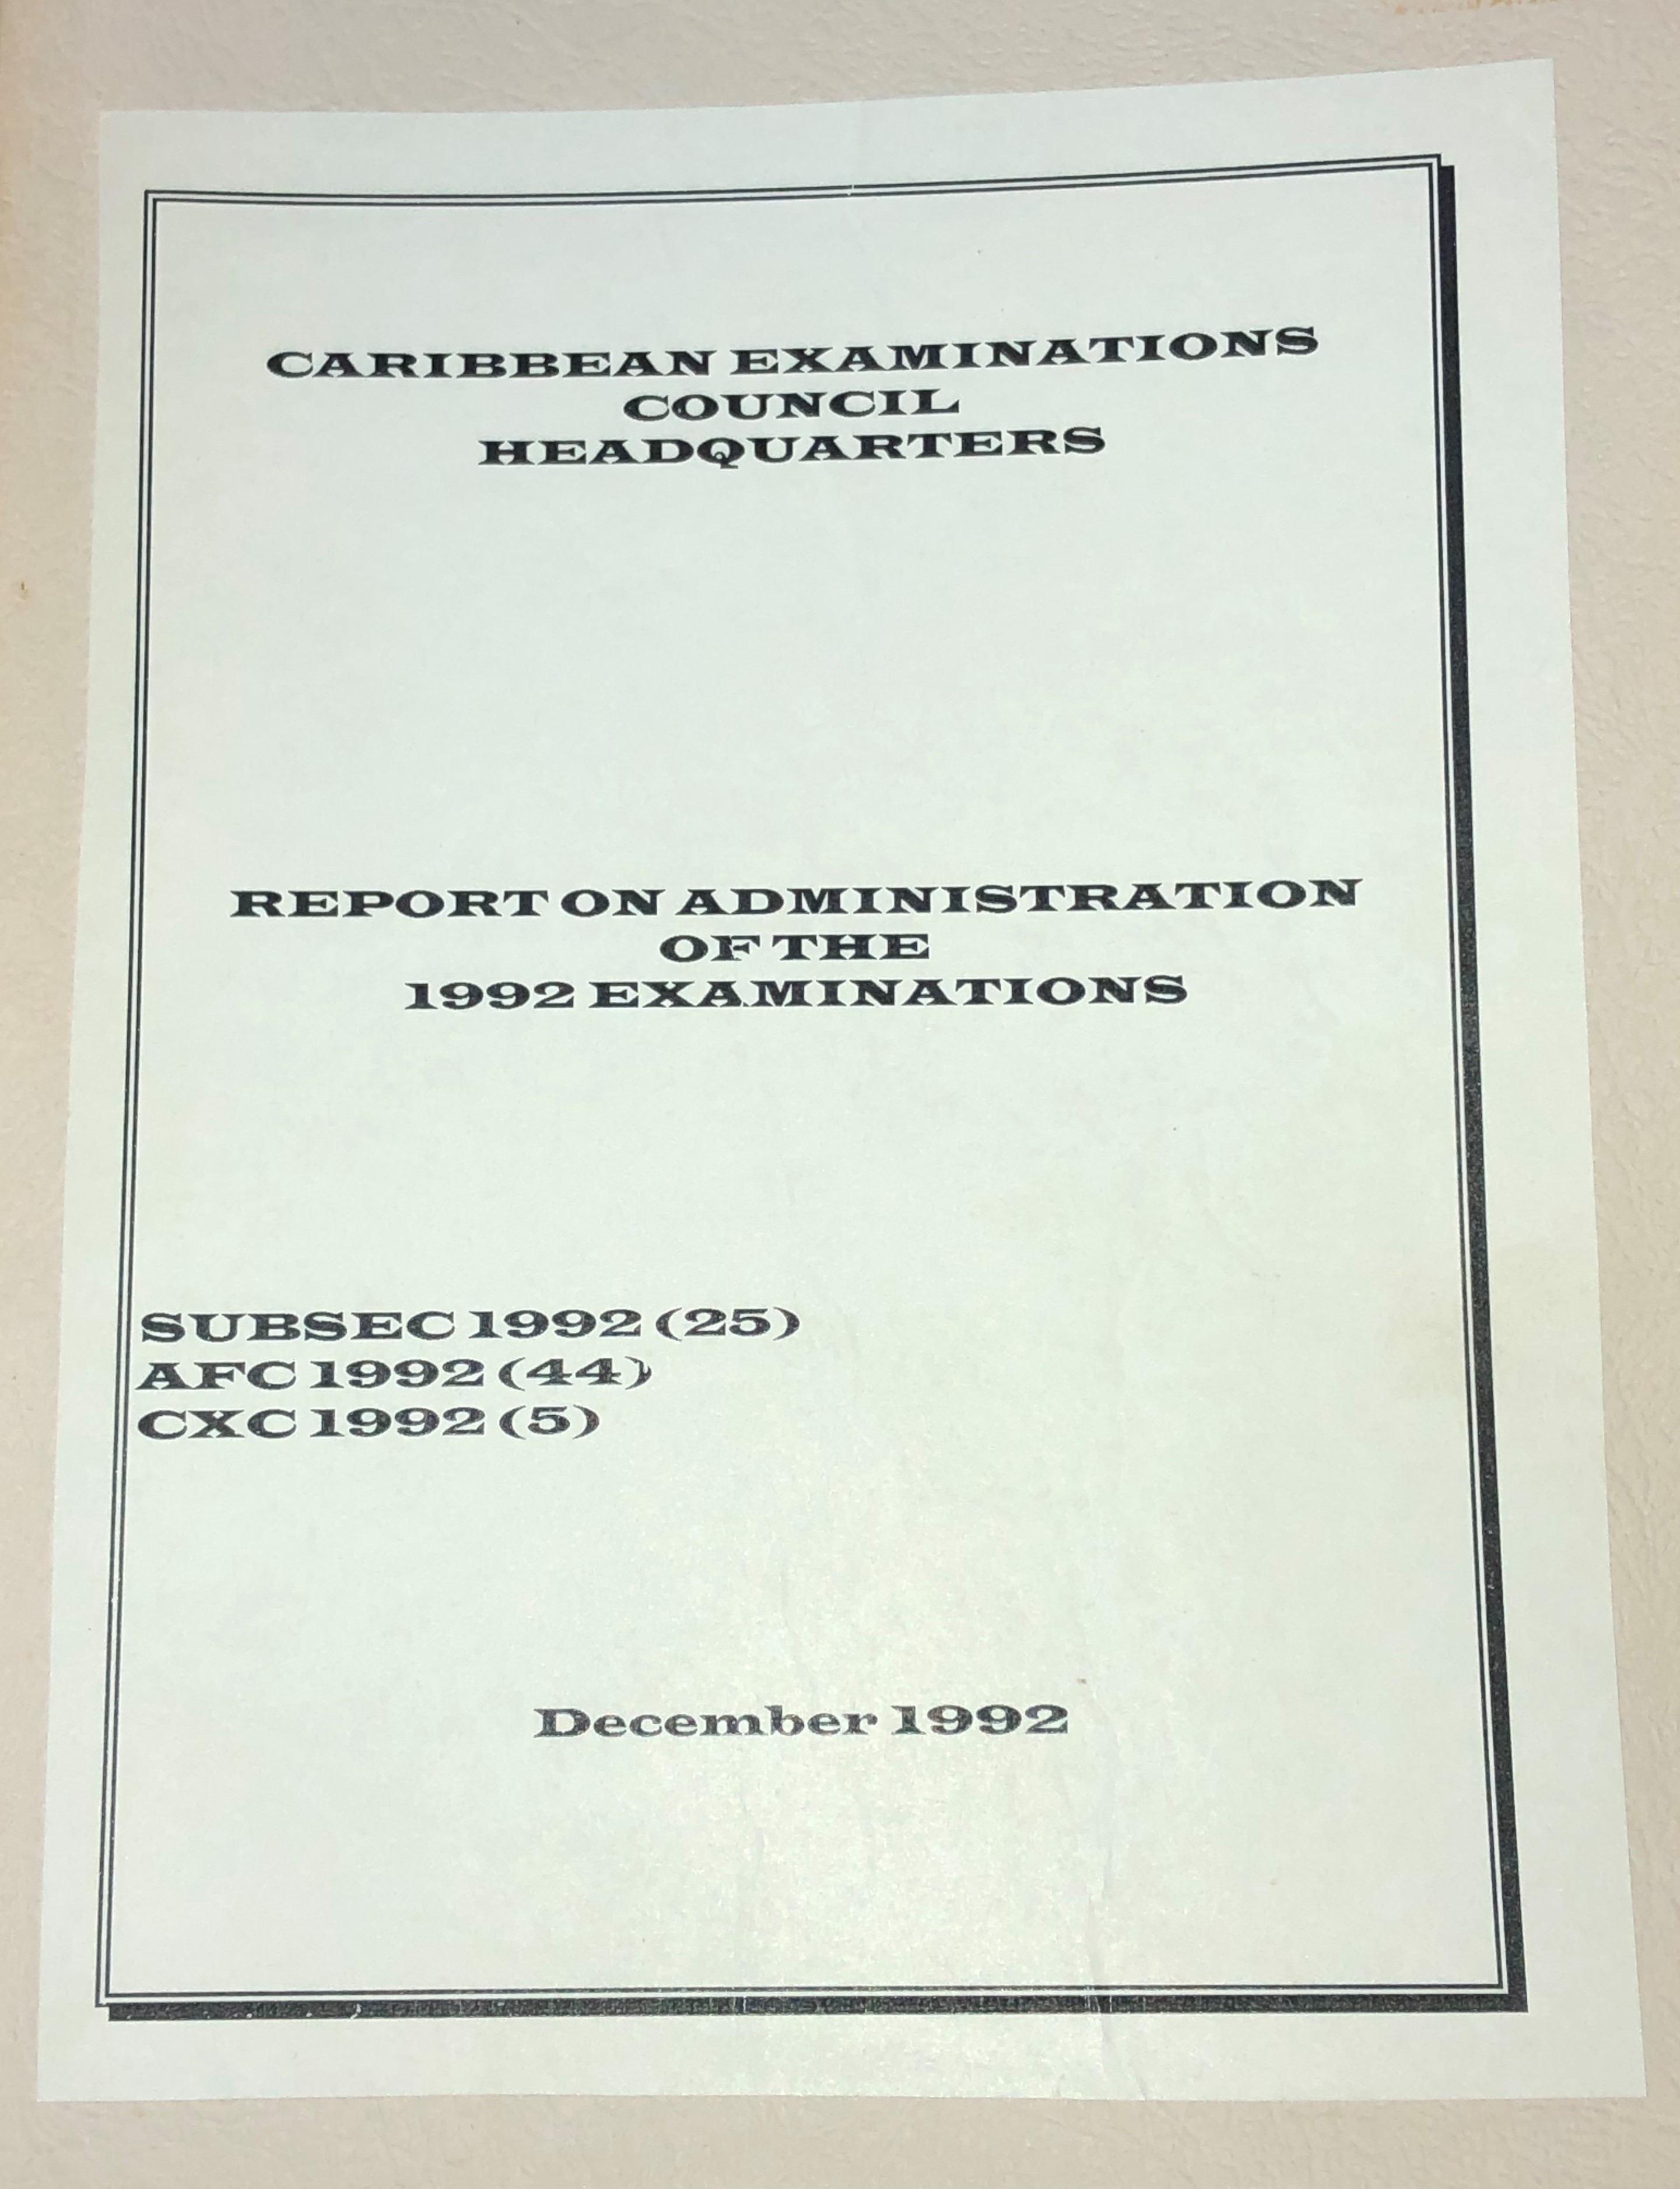 CARIBBEAN EXAMINATIONS
COUNCIL
HEADQUARTERS
REPORT ON ADMINISTRATION
OF THE
1992 EXAMINATIONS
SUBSEC 1992 (25)
AFC 1992 (44)
CXC 1992 (5)
December 1992